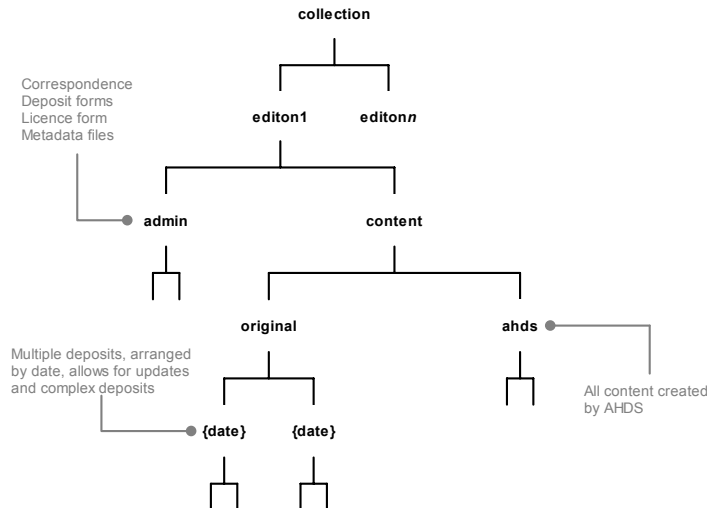 collection
Correspondence
Deposit forms
Licence form
Metadata files
editon1
editonn
admin
content
original
ahds
Multiple deposits, arranged
by date, allows for updates
and complex deposits
All content created
by AHDS
{date}
{date}